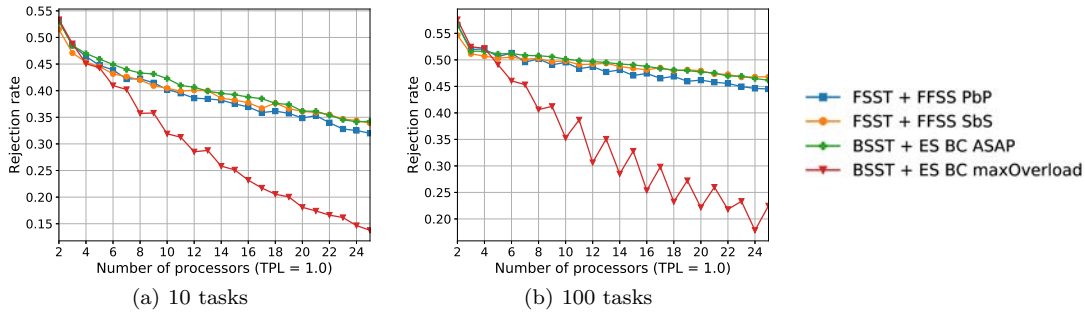 0.55
0.50
0.45
0.40
0.35
0.30
0.25
0.20
0.15
Rejection rate
2 4 6 8 10 12 14 16 18 20 22 24
Number of processors (TPL = 1.0)
(a) 10 tasks
0.55
0.50
0.45
0.40
0.35
0.30
0.25
0.20
Rejection rate
2 4 6 8 10 12 14 16 18 20 22 24
Number of processors (TPL = 1.0)
(b) 100 tasks
FSST + FFSS PbP
FSST + FFSS SbS
BSST + ES BC ASAP
BSST + ES BC maxOverload